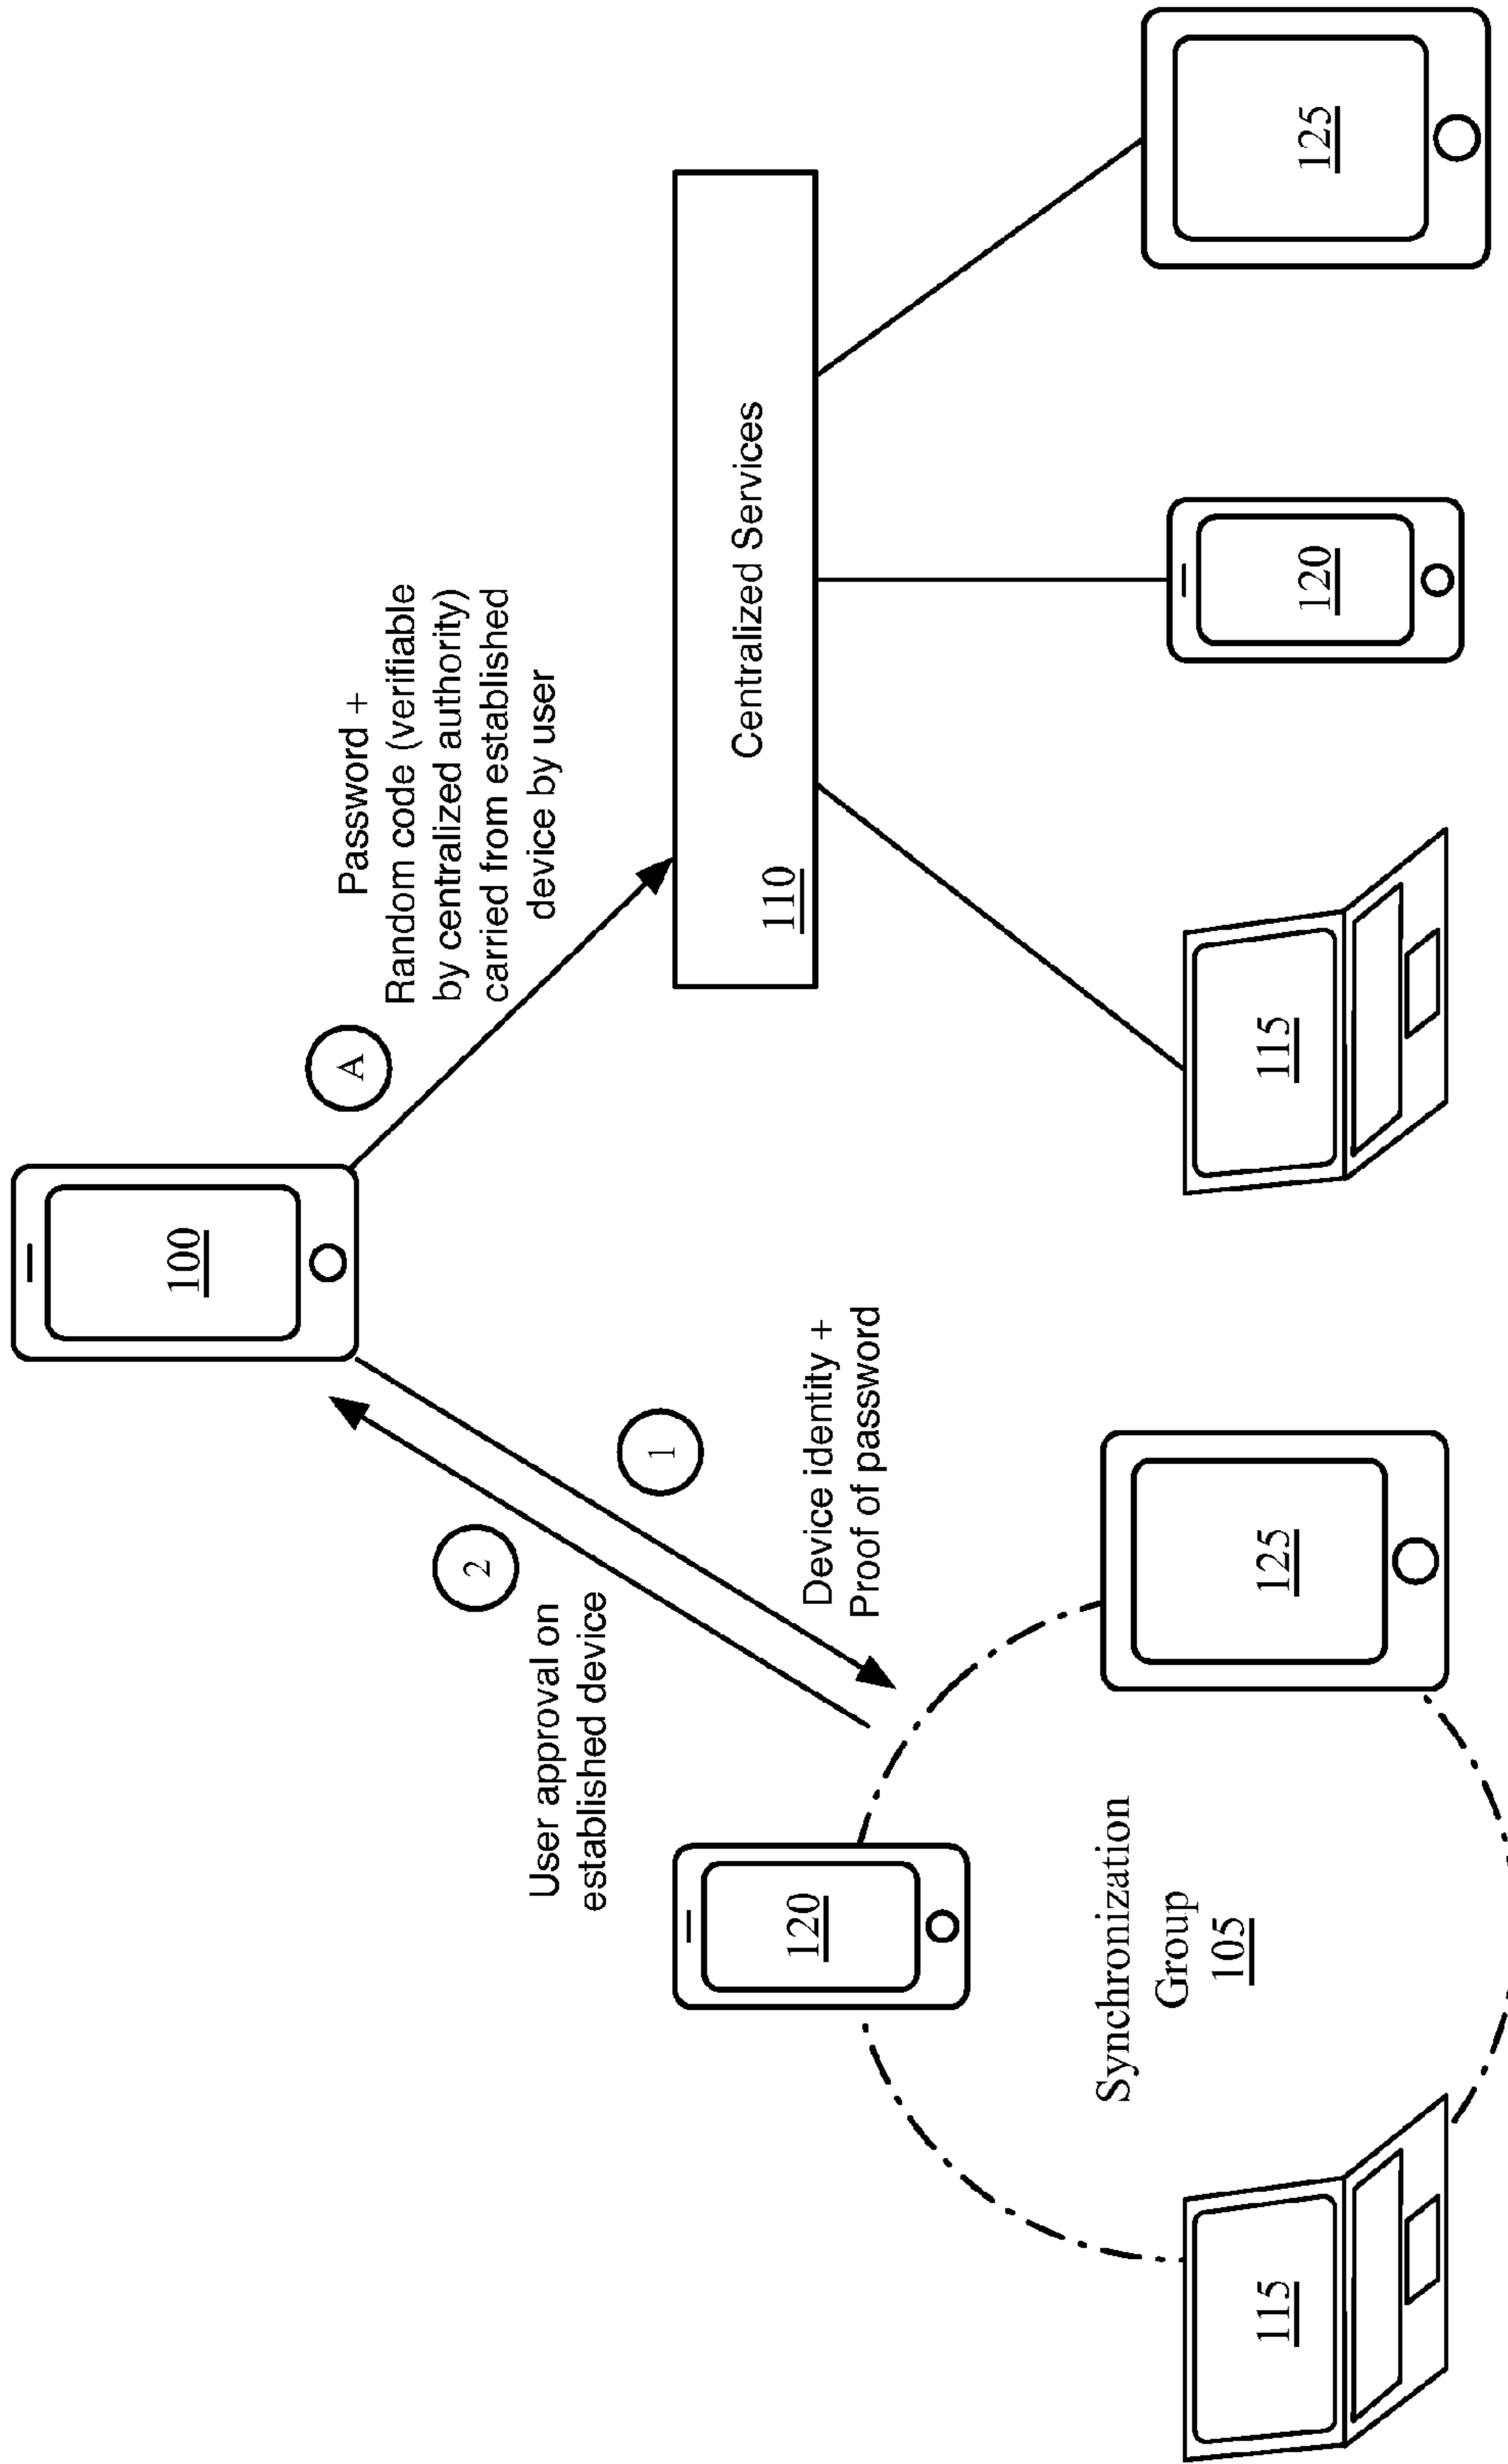 100
A
Password +
Random code (verifiable
by centralized authority)
carried from established
device by user
2
User approval on
established device
1
Device identity +
Proof of password
Centralized Services
110
120
Synchronization
Group
105
115
125
115
120
125